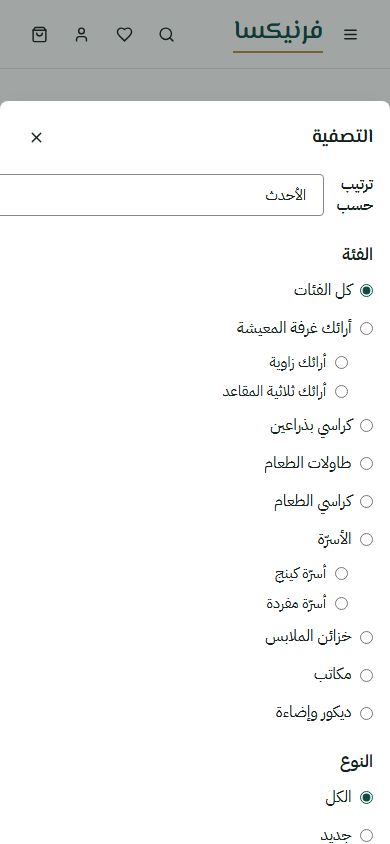 فرنيكسا
التصفية
ترتيب
حسب
الأحدث
الفئة
كل الفئات
أرائك غرفة المعيشة
أرائك زاوية
أرائك ثلاثية المقاعد
كراسي بذراعين
طاولات الطعام
كراسي الطعام
الأسرّة
أسرّة كينج
أسرّة مفردة
خزائن الملابس
مكاتب
ديكور وإضاءة
النوع
الكل
جديد